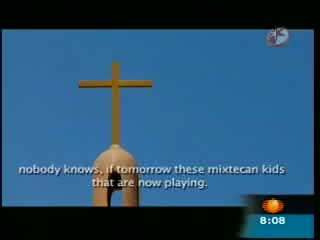 nobody knows, if tomorrow these mixtecan kids
that are now playing.
8:08